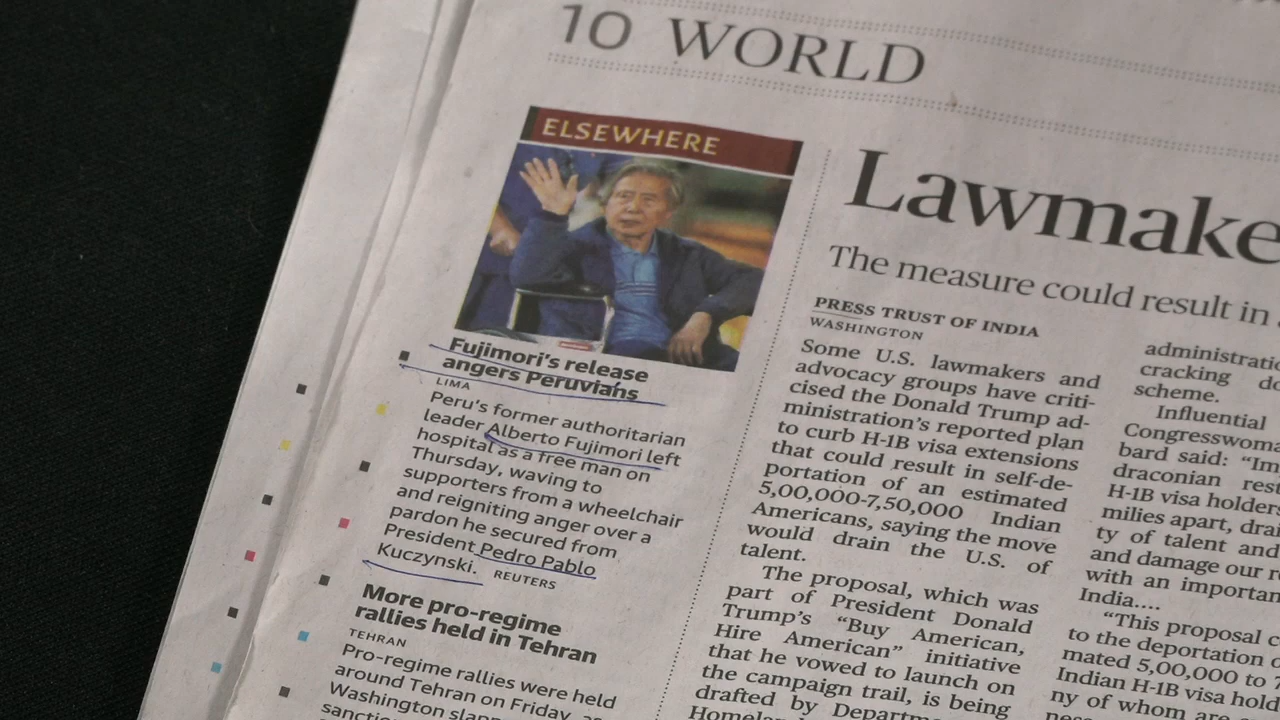 10 WORLD
ELSEWHERE
Fujimori's release
angers Peruvians
LIMA
Peru's former authoritarian
leader Alberto Fujimori left
hospital as a free man on
Thursday, waving to
supporters from a wheelchair
and reigniting anger over a
pardon he secured from
President Pedro Pablo
Kuczynski. REUTERS
More pro-regime
rallies held in Tehran
TEHRAN
Pro-regime rallies were held
around Tehran on Friday, as
Washington
Lawmake
The measure could result in
PRESS TRUST OF INDIA
WASHINGTON
Some U.S. lawmakers and
advocacy groups have criti-
cised the Donald Trump ad-
ministration's reported plan
to curb H-1B visa extensions
that could result in self-de-
portation of an estimated
5,00,000-7,50,000 Indian
Americans, saying the move
would drain the U.S. of
talent.
The proposal, which was
part of President Donald
Trump's "Buy American,
Hire American" initiative
that he vowed to launch on
the campaign trail, is being
drafted by Departm
administratio
cracking do
scheme.
Influential
Congresswoma
bard said: "Im
draconian rest
H-1B visa holders
milies apart, drai
ty of talent and
and damage our r
with an importan
India....
"This proposal c
to the deportation o
mated 5,00,000 to 7
Indian H-1B visa hold
ny of whom are